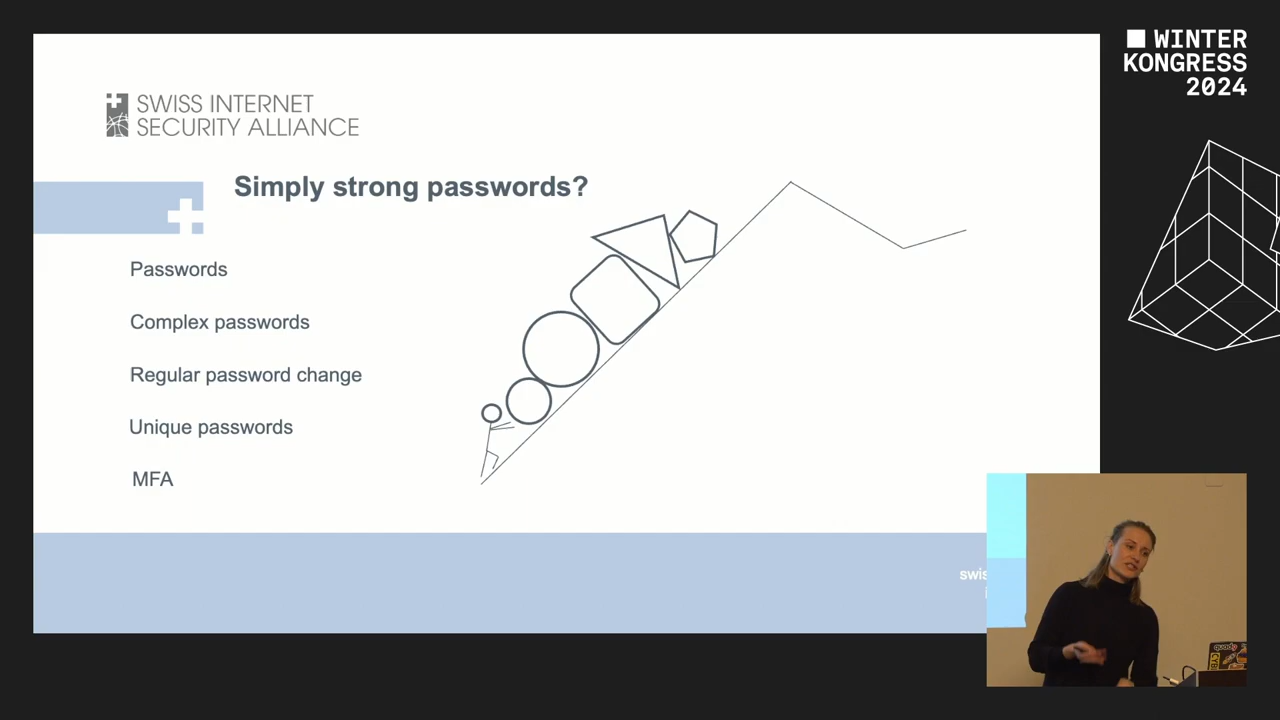 SWISS INTERNET
SECURITY ALLIANCE
Simply strong passwords?
Passwords
Complex passwords
Regular password change
Unique passwords
MFA
WINTER
KONGRESS
2024